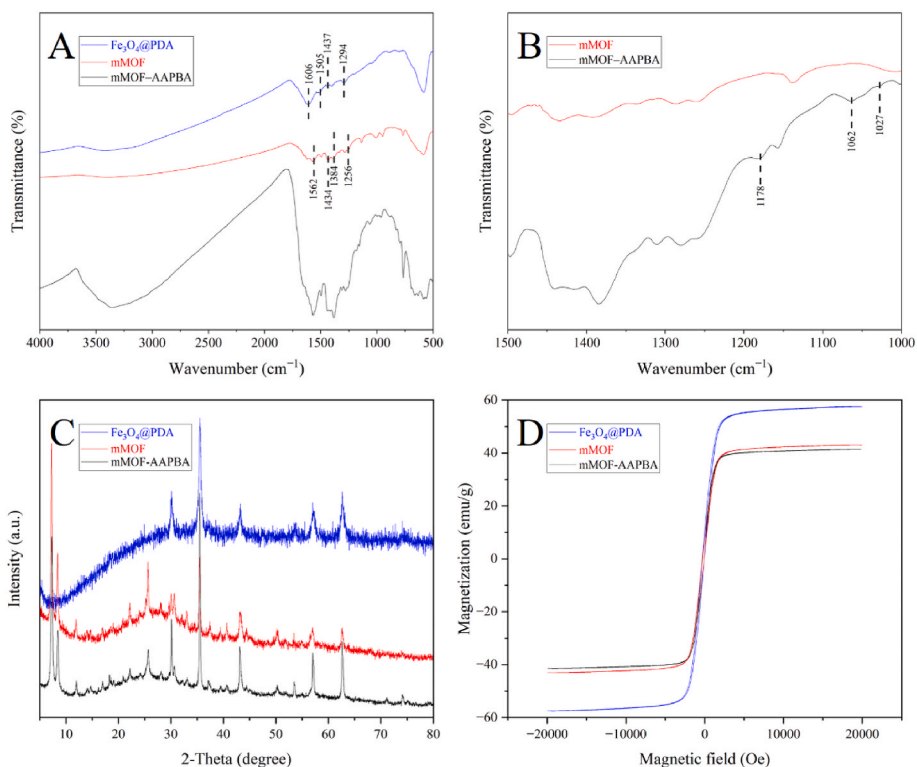 A
Fe₃O₄@PDA
mMOF
mMOF–AAPBA
1606
1505
1437
1294
1562
1434
1384
1256
Transmittance (%)
4000 3500 3000 2500 2000 1500 1000 500
Wavenumber (cm⁻¹)
B
mMOF
mMOF–AAPBA
1178
1062
1027
Transmittance (%)
1500 1400 1300 1200 1100 1000
Wavenumber (cm⁻¹)
C
Fe₃O₄@PDA
mMOF
mMOF-AAPBA
Intensity (a.u.)
10 20 30 40 50 60 70 80
2-Theta (degree)
D
Fe₃O₄@PDA
mMOF
mMOF-AAPBA
Magnetization (emu/g)
60
40
20
0
−20
−40
−60
−20000 −10000 0 10000 20000
Magnetic field (Oe)